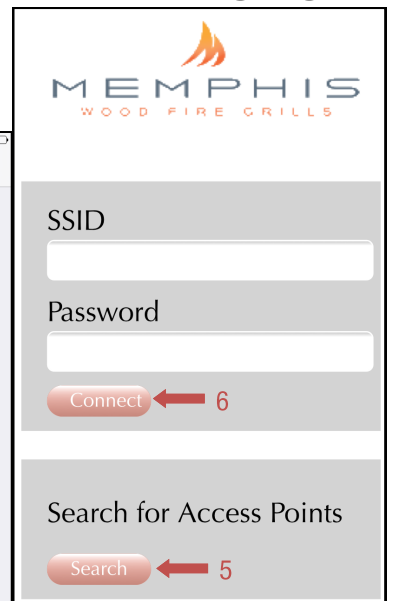 MEMPHIS
WOOD FIRE GRILLS
SSID
Password
Connect 6
Search for Access Points
Search 5